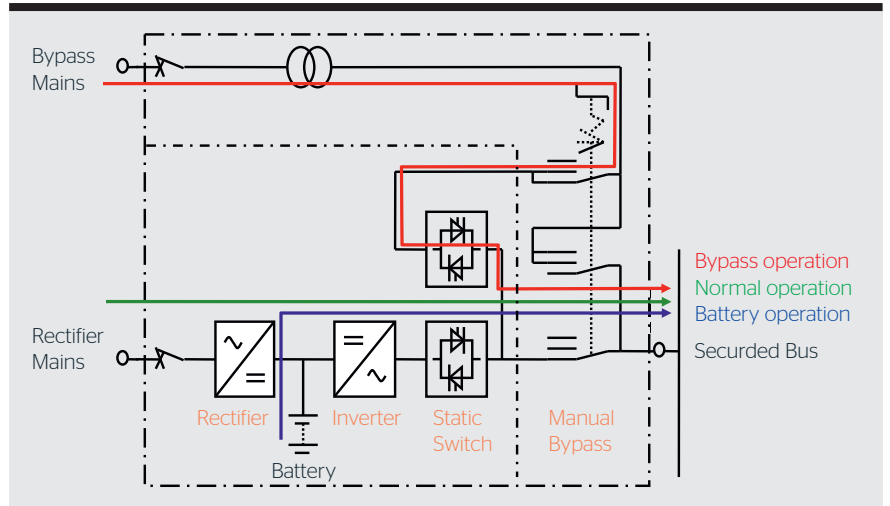 Bypass
Mains
Bypass operation
Normal operation
Battery operation
Rectifier
Mains
Securded Bus
Rectifier
Inverter
Static
Switch
Manual
Bypass
Battery